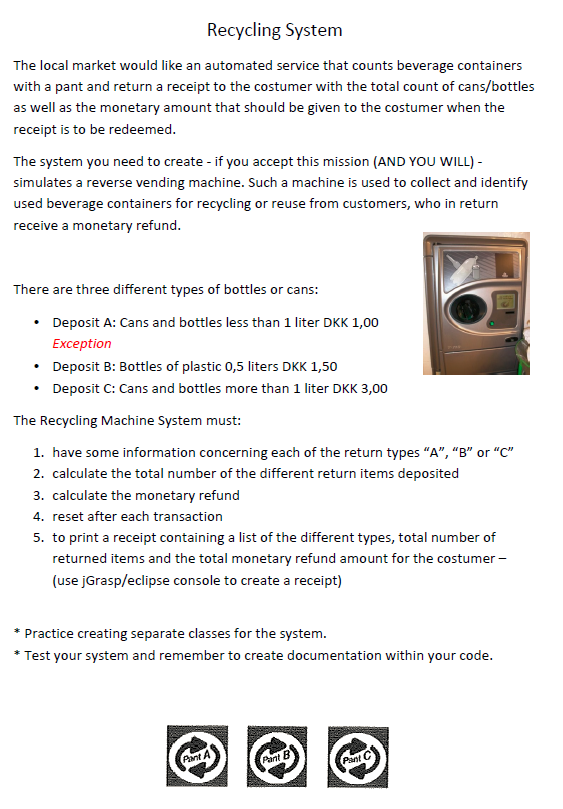 Recycling System
The local market would like an automated service that counts beverage containers
with a pant and return a receipt to the costumer with the total count of cans/bottles
as well as the monetary amount that should be given to the costumer when the
receipt is to be redeemed.
The system you need to create - if you accept this mission (AND YOU WILL) -
simulates a reverse vending machine. Such a machine is used to collect and identify
used beverage containers for recycling or reuse from customers, who in return
receive a monetary refund.
There are three different types of bottles or cans:
• Deposit A: Cans and bottles less than 1 liter DKK 1,00
Exception
• Deposit B: Bottles of plastic 0,5 liters DKK 1,50
• Deposit C: Cans and bottles more than 1 liter DKK 3,00
The Recycling Machine System must:
1. have some information concerning each of the return types “A”, “B” or “C”
2. calculate the total number of the different return items deposited
3. calculate the monetary refund
4. reset after each transaction
5. to print a receipt containing a list of the different types, total number of
returned items and the total monetary refund amount for the costumer –
(use jGrasp/eclipse console to create a receipt)
* Practice creating separate classes for the system.
* Test your system and remember to create documentation within your code.
Pant A
Pant B
Pant C